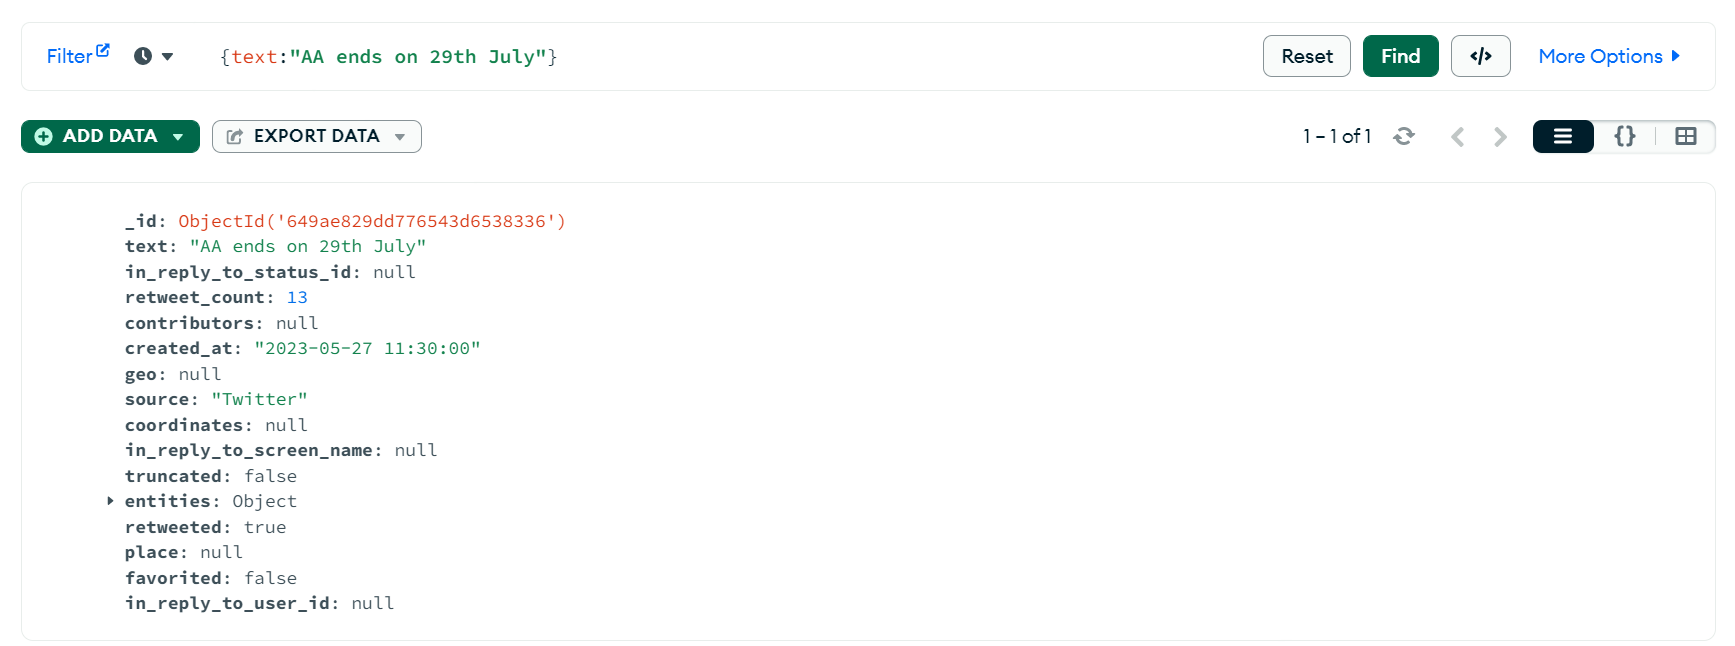 Filter {text:"AA ends on 29th July"} Reset Find </> More Options
ADD DATA EXPORT DATA 1 – 1 of 1 {}
_id: ObjectId('649ae829dd776543d6538336')
text: "AA ends on 29th July"
in_reply_to_status_id: null
retweet_count: 13
contributors: null
created_at: "2023-05-27 11:30:00"
geo: null
source: "Twitter"
coordinates: null
in_reply_to_screen_name: null
truncated: false
entities: Object
retweeted: true
place: null
favorited: false
in_reply_to_user_id: null